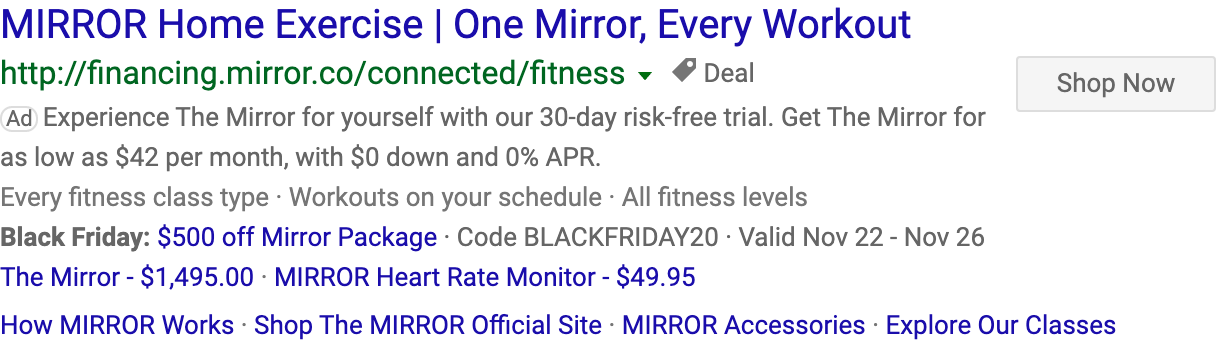 MIRROR Home Exercise | One Mirror, Every Workout
http://financing.mirror.co/connected/fitness Deal
Shop Now
Ad Experience The Mirror for yourself with our 30-day risk-free trial. Get The Mirror for
as low as $42 per month, with $0 down and 0% APR.
Every fitness class type · Workouts on your schedule · All fitness levels
Black Friday: $500 off Mirror Package · Code BLACKFRIDAY20 · Valid Nov 22 - Nov 26
The Mirror - $1,495.00 · MIRROR Heart Rate Monitor - $49.95
How MIRROR Works · Shop The MIRROR Official Site · MIRROR Accessories · Explore Our Classes